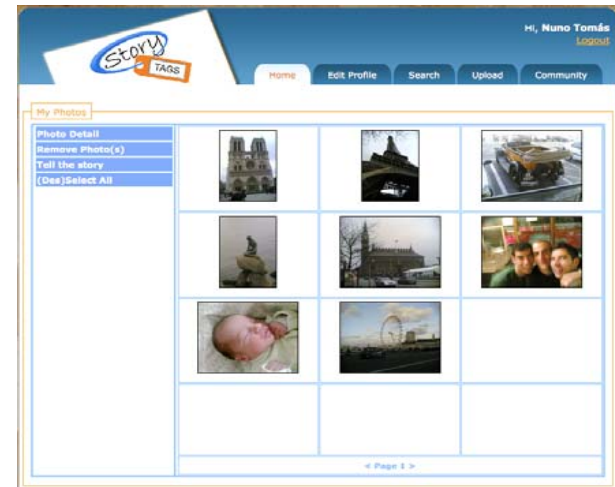 Story
TAGS
Hi, Nuno Tomás
Logout
Home Edit Profile Search Upload Community
My Photos
Photo Detail
Remove Photo(s)
Tell the story
(Des)Select All
< Page 1 >